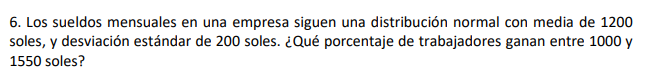 6. Los sueldos mensuales en una empresa siguen una distribución normal con media de 1200
soles, y desviación estándar de 200 soles. ¿Qué porcentaje de trabajadores ganan entre 1000 y
1550 soles?